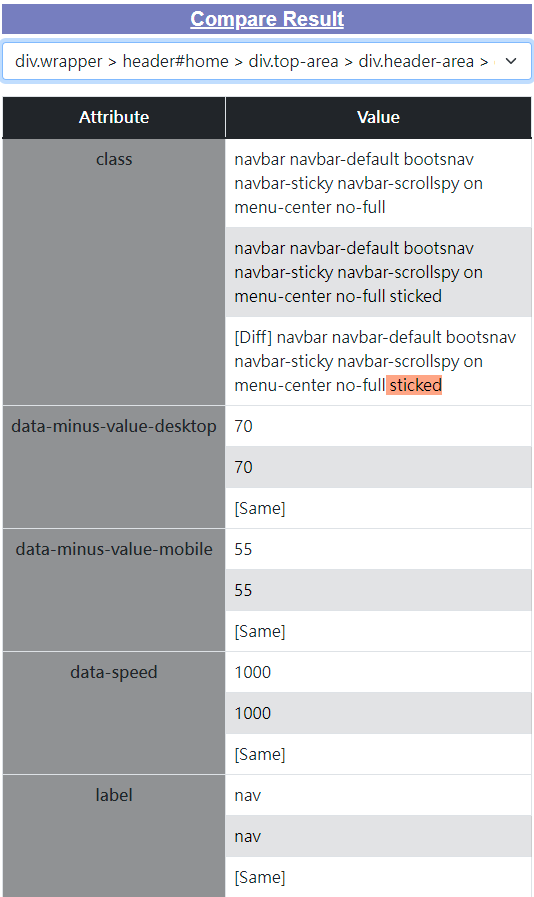 Compare Result
div.wrapper > header#home > div.top-area > div.header-area >
Attribute Value
class
navbar navbar-default bootsnav
navbar-sticky navbar-scrollspy on
menu-center no-full
navbar navbar-default bootsnav
navbar-sticky navbar-scrollspy on
menu-center no-full sticked
[Diff] navbar navbar-default bootsnav
navbar-sticky navbar-scrollspy on
menu-center no-full sticked
data-minus-value-desktop 70
70
[Same]
data-minus-value-mobile 55
55
[Same]
data-speed 1000
1000
[Same]
label nav
nav
[Same]